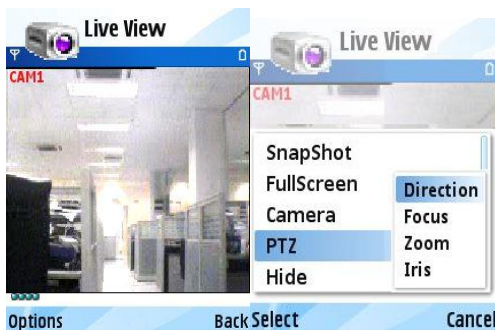 Live View
CAM1
Options
Back
Live View
CAM1
SnapShot
FullScreen
Camera
PTZ
Hide
Direction
Focus
Zoom
Iris
Select
Cancel